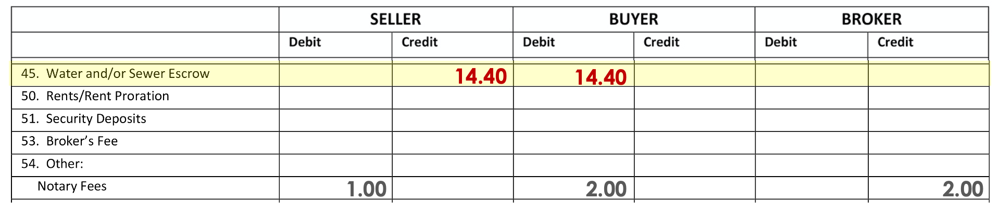 SELLER BUYER BROKER
Debit Credit Debit Credit Debit Credit
45. Water and/or Sewer Escrow 14.40 14.40
50. Rents/Rent Proration
51. Security Deposits
53. Broker’s Fee
54. Other:
Notary Fees 1.00 2.00 2.00